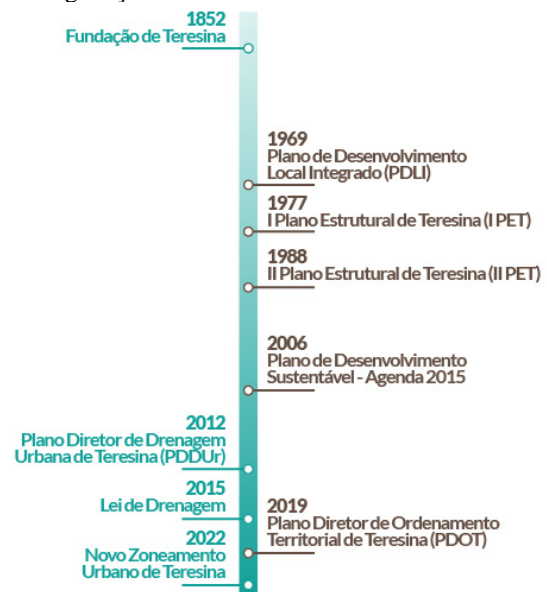 1852
Fundação de Teresina
1969
Plano de Desenvolvimento
Local Integrado (PDLI)
1977
I Plano Estrutural de Teresina (I PET)
1988
II Plano Estrutural de Teresina (II PET)
2006
Plano de Desenvolvimento
Sustentável - Agenda 2015
2012
Plano Diretor de Drenagem
Urbana de Teresina (PDDUr)
2015
Lei de Drenagem
2019
Plano Diretor de Ordenamento
Territorial de Teresina (PDOT)
2022
Novo Zoneamento
Urbano de Teresina